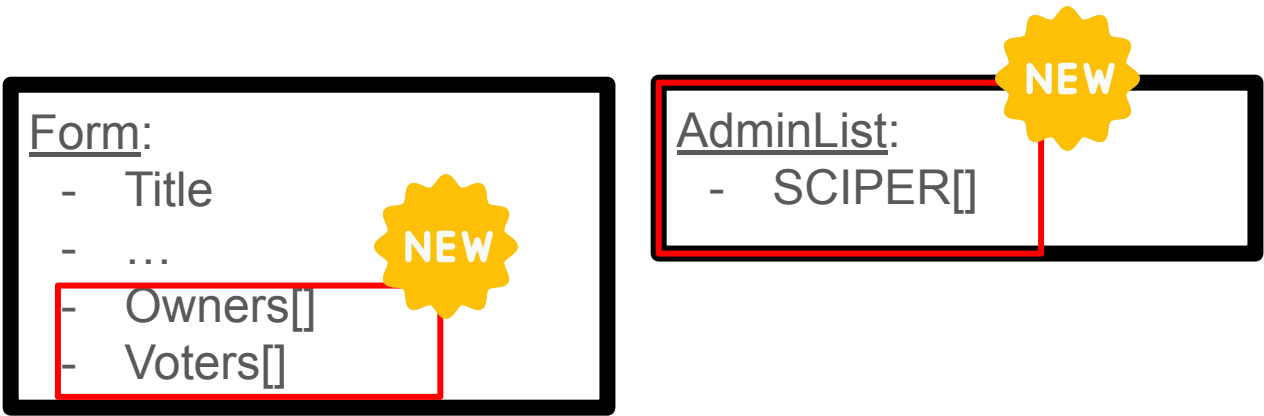 Form:
- Title
- …
- Owners[]
- Voters[]
NEW
AdminList:
- SCIPER[]
NEW